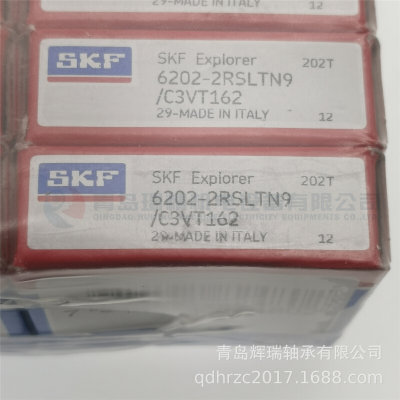 29-MADE IN ITALY
12
SKF
SKF Explorer
202T
6202-2RSLTN9
/C3VT162
29-MADE IN ITALY
12
SKF
SKF Explorer
202T
6202-2RSLTN9
/C3VT162
29-MADE IN ITALY
12
青岛辉瑞轴承有限公司
qdhrzc2017.1688.com